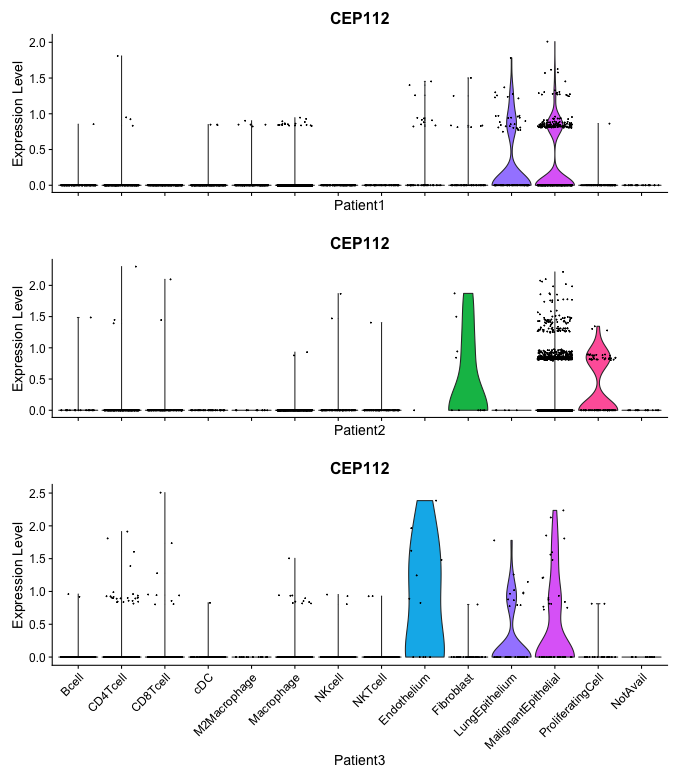 CEP112
2.0
1.5
1.0
0.5
0.0
Expression Level
Patient1
CEP112
2.0
1.5
1.0
0.5
0.0
Expression Level
Patient2
CEP112
2.5
2.0
1.5
1.0
0.5
0.0
Expression Level
Bcell
CD4Tcell
CD8Tcell
cDC
M2Macrophage
Macrophage
NKcell
NKTcell
Endothelium
Fibroblast
LungEpithelium
MalignantEpithelial
ProliferatingCell
NotAvail
Patient3